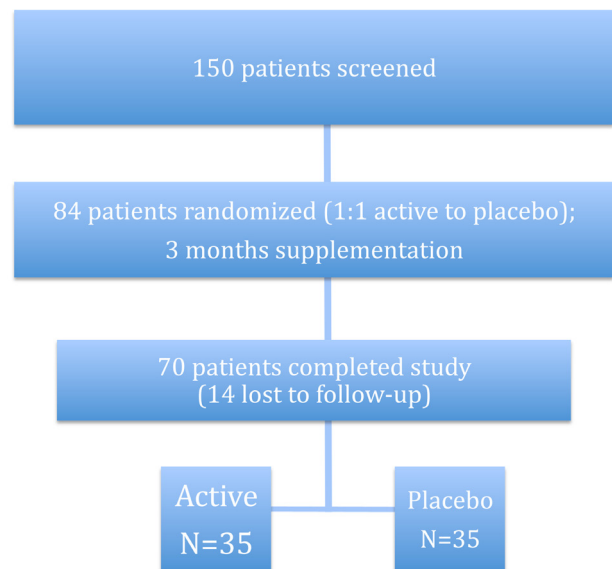 150 patients screened
84 patients randomized (1:1 active to placebo);
3 months supplementation
70 patients completed study
(14 lost to follow-up)
Active
N=35
Placebo
N=35